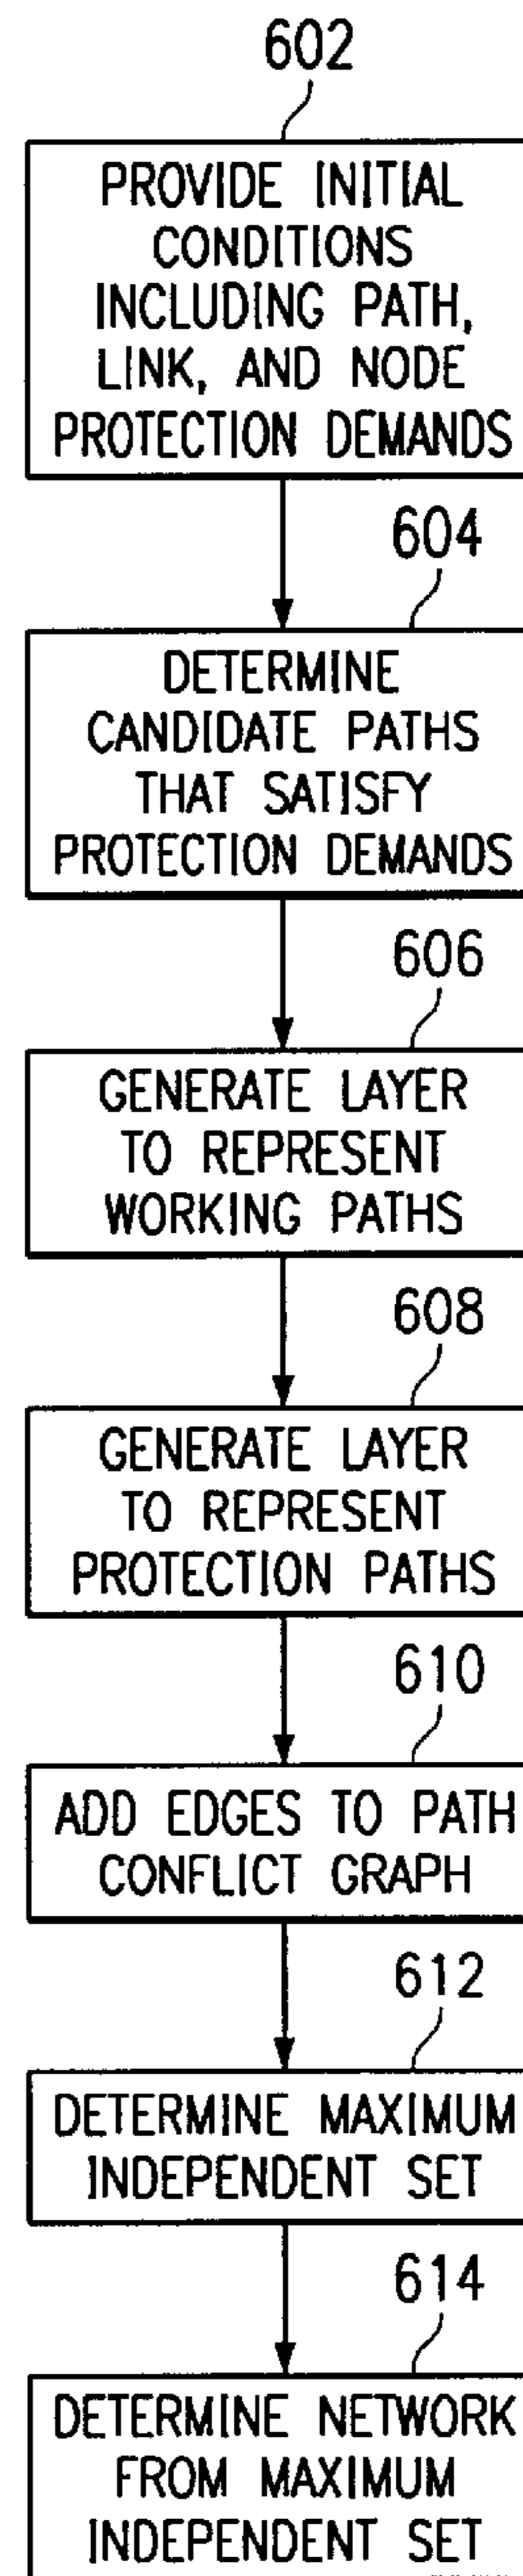 602
PROVIDE INITIAL
CONDITIONS
INCLUDING PATH,
LINK, AND NODE
PROTECTION DEMANDS
604
DETERMINE
CANDIDATE PATHS
THAT SATISFY
PROTECTION DEMANDS
606
GENERATE LAYER
TO REPRESENT
WORKING PATHS
608
GENERATE LAYER
TO REPRESENT
PROTECTION PATHS
610
ADD EDGES TO PATH
CONFLICT GRAPH
612
DETERMINE MAXIMUM
INDEPENDENT SET
614
DETERMINE NETWORK
FROM MAXIMUM
INDEPENDENT SET